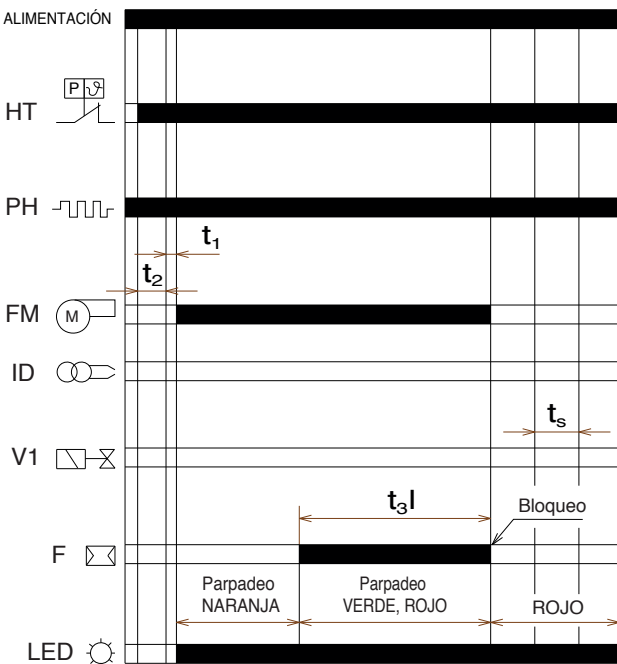 ALIMENTACIÓN
P ϑ
HT
PH
t₁
t₂
FM M
ID
tₛ
V1
t₃l
Bloqueo
F
Parpadeo NARANJA
Parpadeo VERDE, ROJO
ROJO
LED